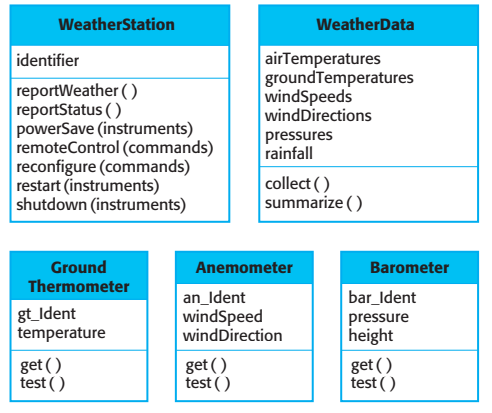 WeatherStation
identifier
reportWeather ( )
reportStatus ( )
powerSave (instruments)
remoteControl (commands)
reconfigure (commands)
restart (instruments)
shutdown (instruments)
WeatherData
airTemperatures
groundTemperatures
windSpeeds
windDirections
pressures
rainfall
collect ( )
summarize ( )
Ground
Thermometer
gt_Ident
temperature
get ( )
test ( )
Anemometer
an_Ident
windSpeed
windDirection
get ( )
test ( )
Barometer
bar_Ident
pressure
height
get ( )
test ( )